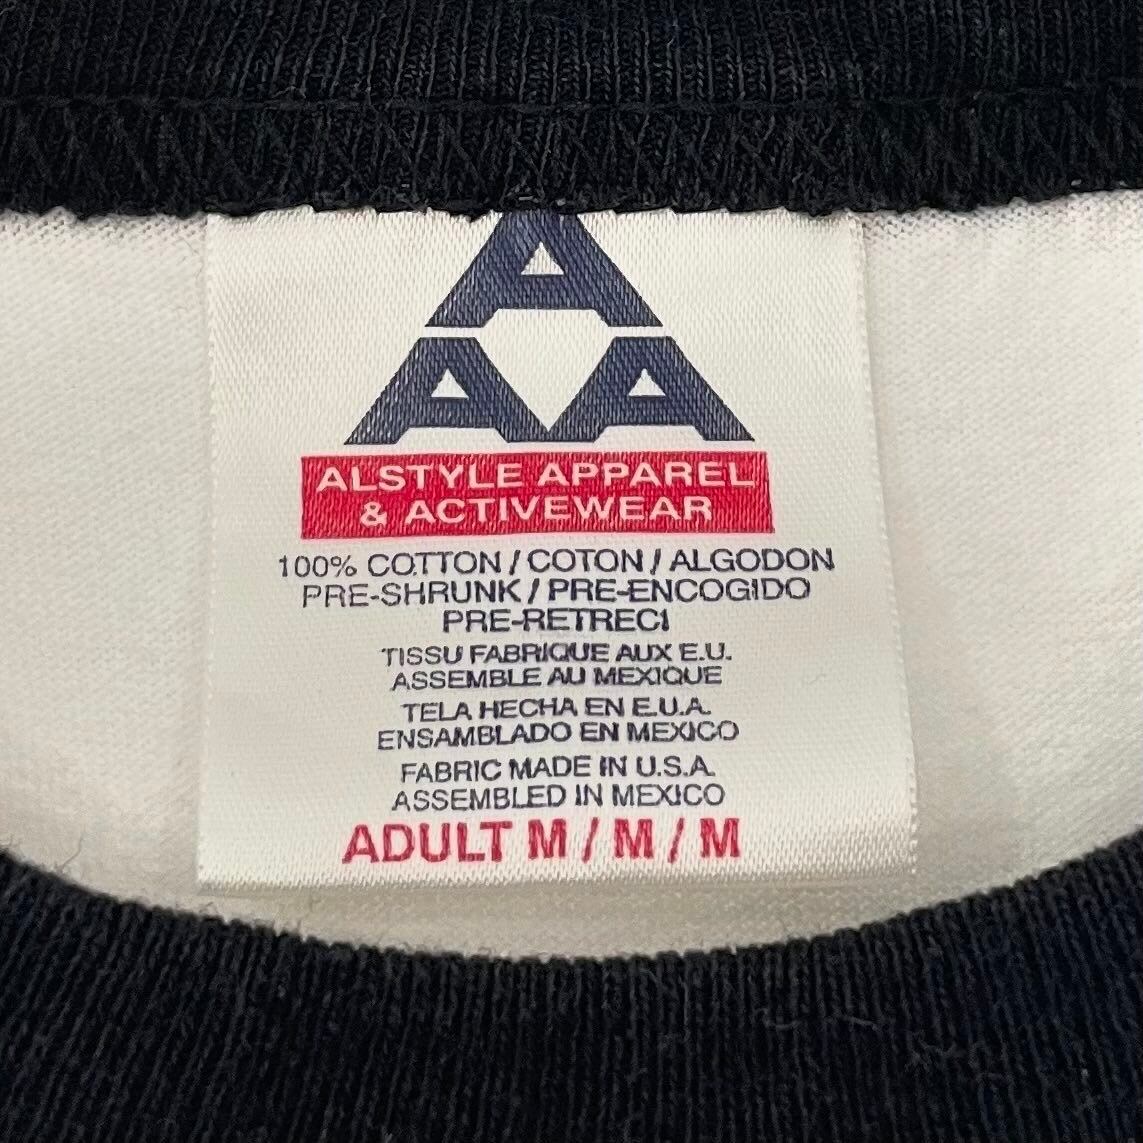 A
AA
ALSTYLE APPAREL
& ACTIVEWEAR
100% COTTON / COTON / ALGODON
PRE-SHRUNK / PRE-ENCOGIDO
PRE-RETRECI
TISSU FABRIQUE AUX E.U.
ASSEMBLE AU MEXIQUE
TELA HECHA EN E.U.A.
ENSAMBLADO EN MEXICO
FABRIC MADE IN U.S.A.
ASSEMBLED IN MEXICO
ADULT M / M / M